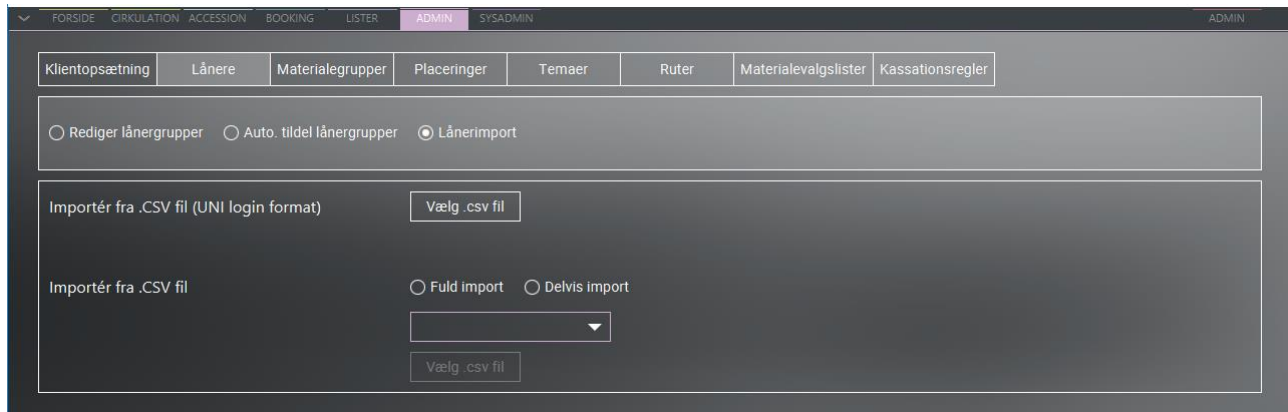 FORSIDE CIRKULATION ACCESSION BOOKING LISTER ADMIN SYSADMIN ADMIN
Klientopsætning Lånere Materialegrupper Placeringer Temaer Ruter Materialevalgslister Kassationsregler
Rediger lånergrupper Auto. tildel lånergrupper Lånerimport
Importér fra .CSV fil (UNI login format) Vælg .csv fil
Importér fra .CSV fil Fuld import Delvis import
Vælg .csv fil